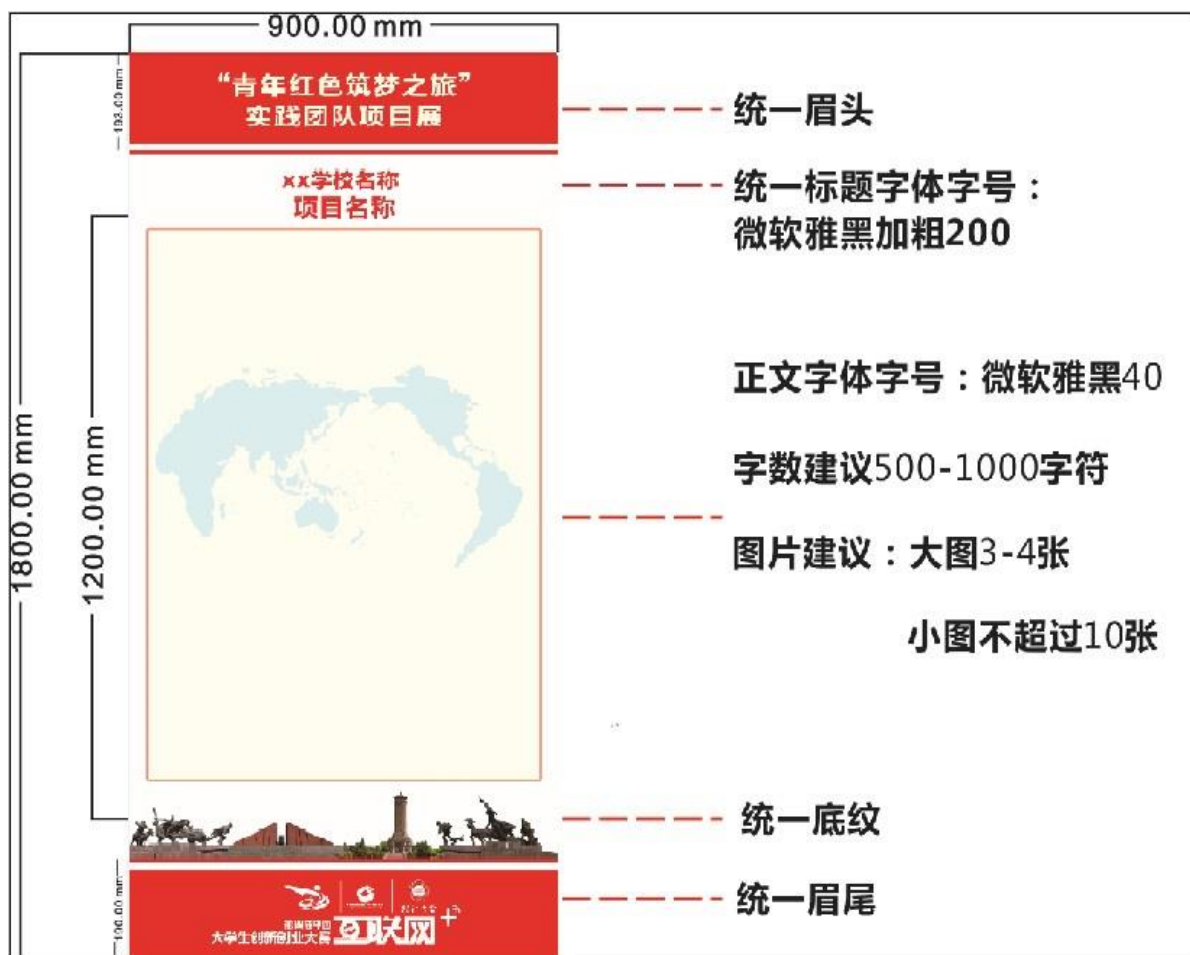 900.00 mm
193.00 mm
“青年红色筑梦之旅”
实践团队项目展
统一眉头
xx学校名称
项目名称
统一标题字体字号：
微软雅黑加粗200
1800.00 mm
1200.00 mm
正文字体字号：微软雅黑40
字数建议500-1000字符
图片建议：大图3-4张
小图不超过10张
统一底纹
100.00 mm
大学生创新创业大赛
互联网+
统一眉尾